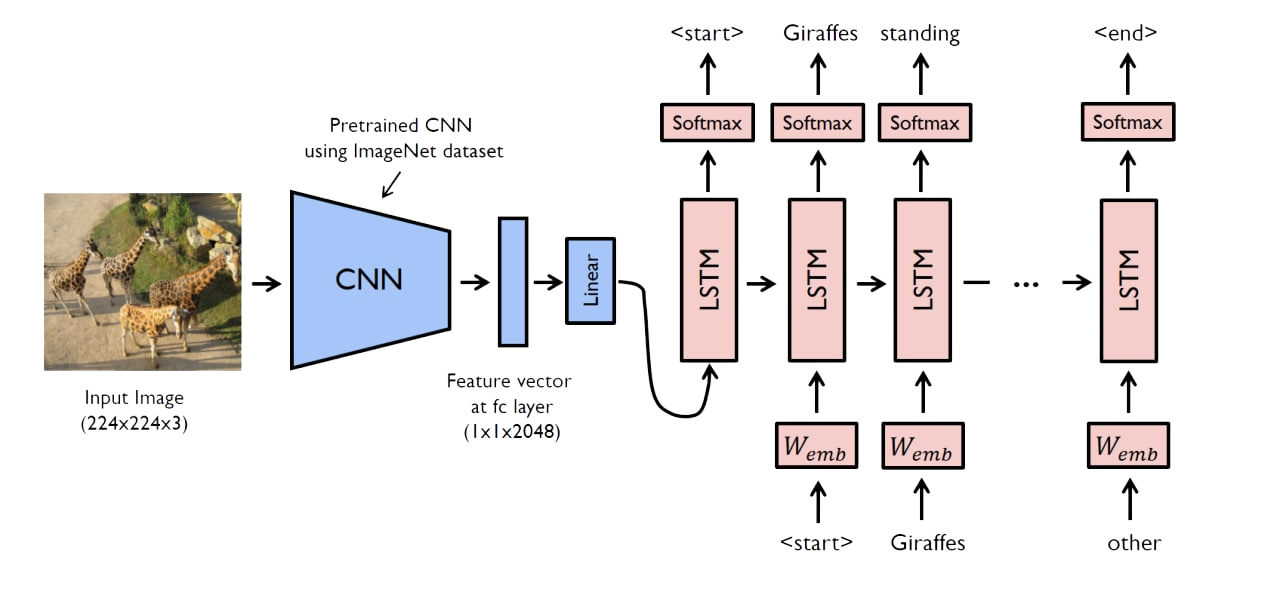 <start> Giraffes standing <end>
Softmax Softmax Softmax Softmax
Pretrained CNN
using ImageNet dataset
CNN
Linear
LSTM LSTM LSTM ... LSTM
Input Image
(224x224x3)
Feature vector
at fc layer
(1x1x2048)
W_emb W_emb W_emb
<start> Giraffes other